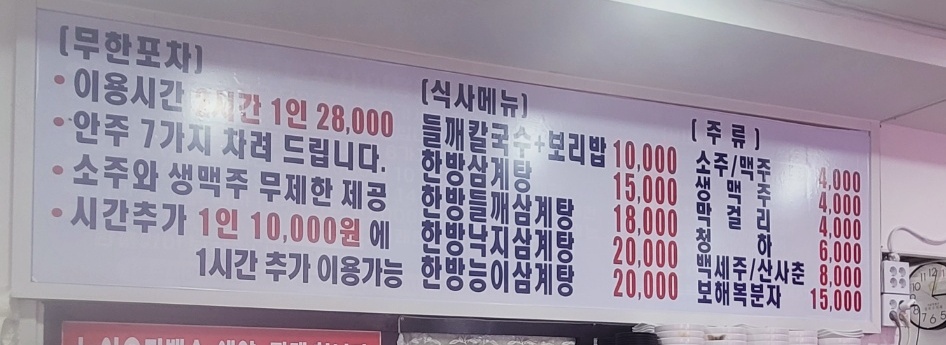 (무한포차)
• 이용시간 시간 1인 28,000
• 안주 7가지 차려 드립니다.
• 소주와 생맥주 무제한 제공
• 시간추가 1인 10,000원 에
1시간 추가 이용가능
(식사메뉴)
들깨칼국수+보리밥 10,000
한방삼계탕 15,000
한방들깨삼계탕 18,000
한방낙지삼계탕 20,000
한방능이삼계탕 20,000
( 주 류 )
소주/맥주 4,000
생 맥 주 4,000
막 걸 리 4,000
청 하 6,000
백세주/산사춘 8,000
보해복분자 15,000